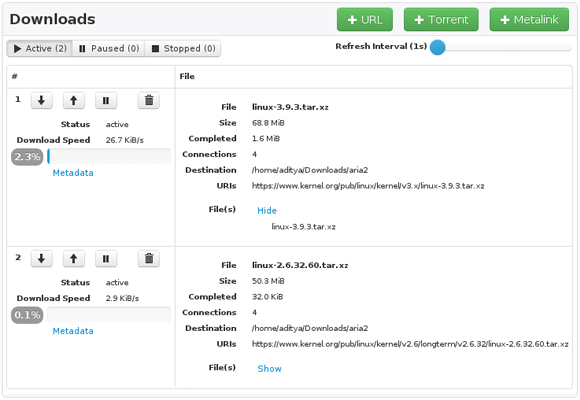 Downloads
+ URL
+ Torrent
+ Metalink
Active (2)
Paused (0)
Stopped (0)
Refresh Interval (1s)
# File
1
File linux-3.9.3.tar.xz
Size 68.8 MiB
Completed 1.6 MiB
Connections 4
Destination /home/aditya/Downloads/aria2
URIs https://www.kernel.org/pub/linux/kernel/v3.x/linux-3.9.3.tar.xz
File(s) Hide
linux-3.9.3.tar.xz
Status active
Download Speed 26.7 KiB/s
2.3%
Metadata
2
File linux-2.6.32.60.tar.xz
Size 50.3 MiB
Completed 32.0 KiB
Connections 4
Destination /home/aditya/Downloads/aria2
URIs https://www.kernel.org/pub/linux/kernel/v2.6/longterm/v2.6.32/linux-2.6.32.60.tar.xz
File(s) Show
Status active
Download Speed 2.9 KiB/s
0.1%
Metadata